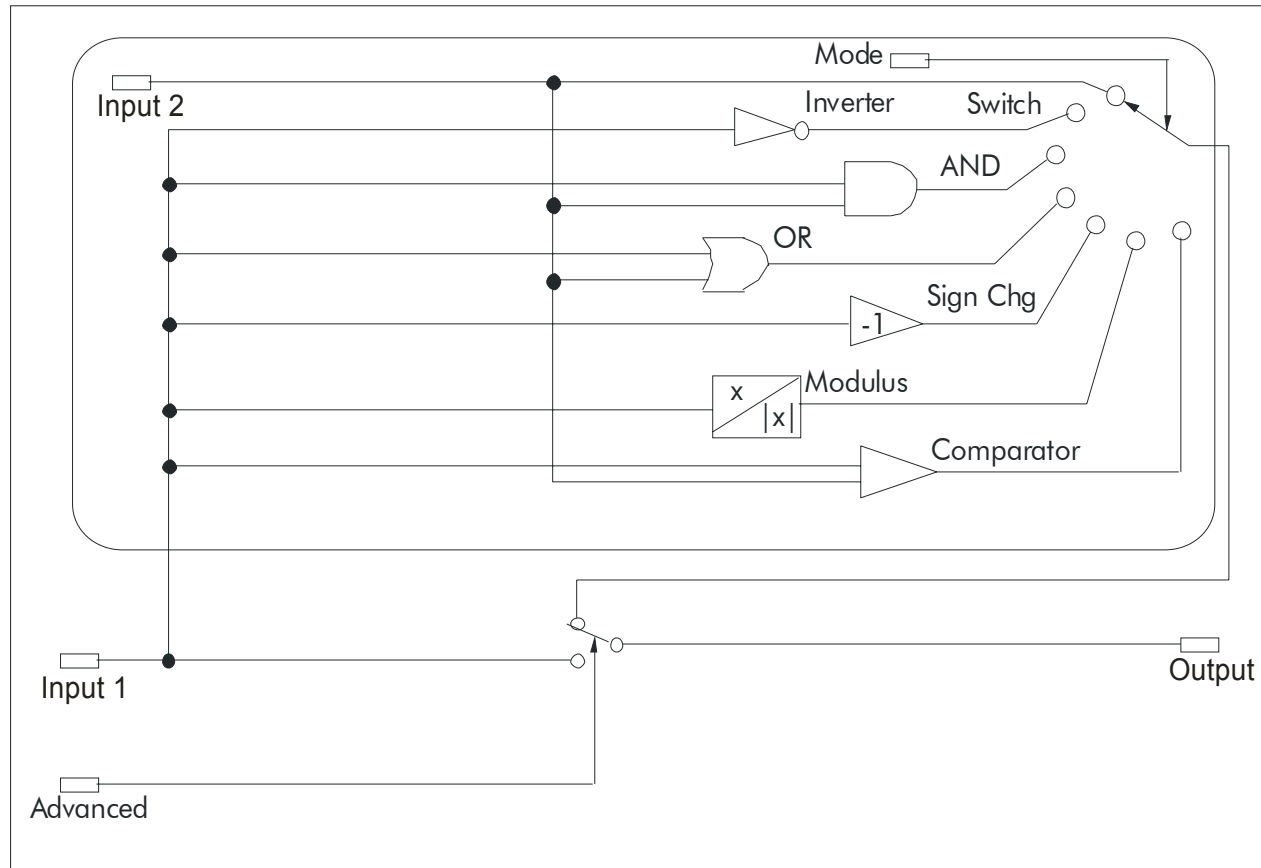 Mode
Input 2
Inverter
Switch
AND
OR
Sign Chg
-1
x
|x|
Modulus
Comparator
Input 1
Output
Advanced